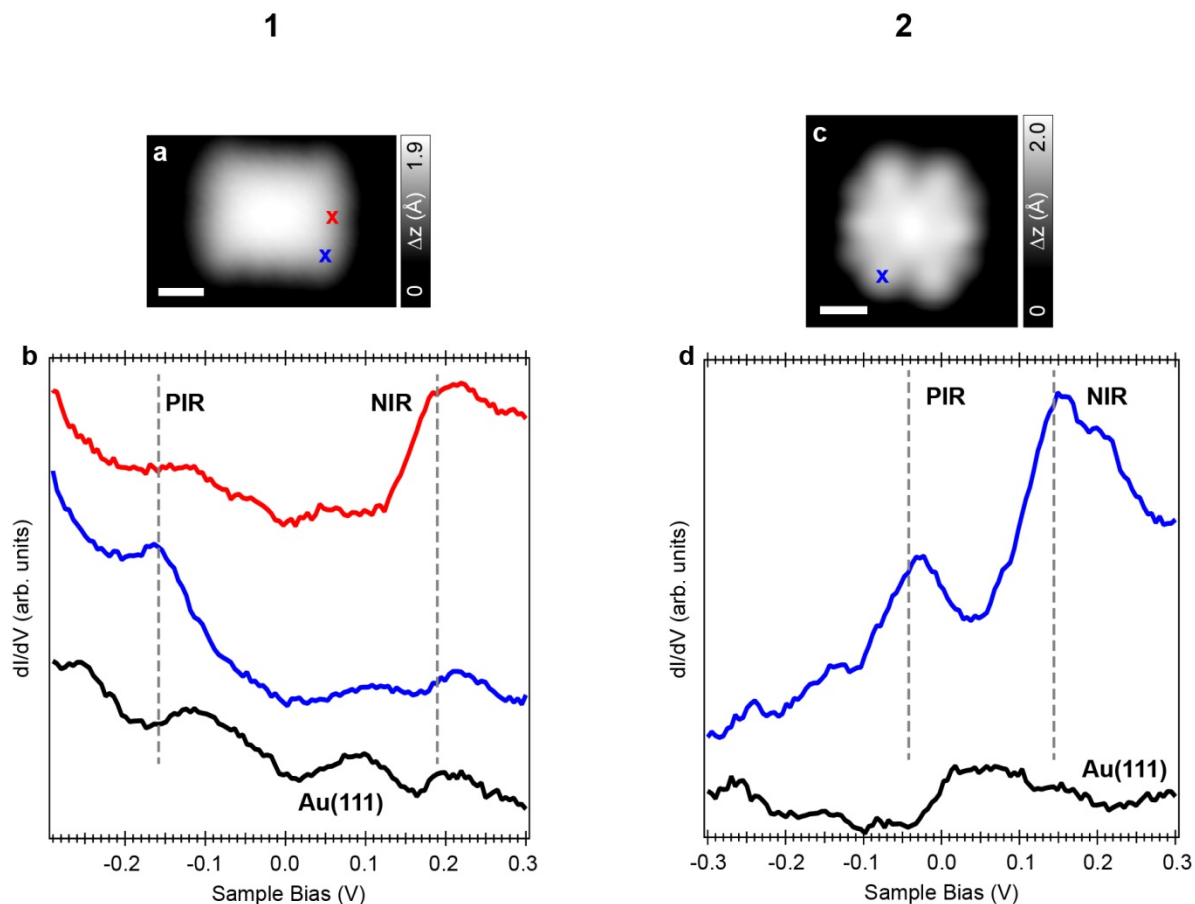 1
2
a
x
x
0 Δz (Å) 1.9
c
x
0 Δz (Å) 2.0
b
PIR
NIR
Au(111)
dI/dV (arb. units)
-0.2 -0.1 0.0 0.1 0.2 0.3
Sample Bias (V)
d
PIR
NIR
Au(111)
dI/dV (arb. units)
-0.3 -0.2 -0.1 0.0 0.1 0.2 0.3
Sample Bias (V)